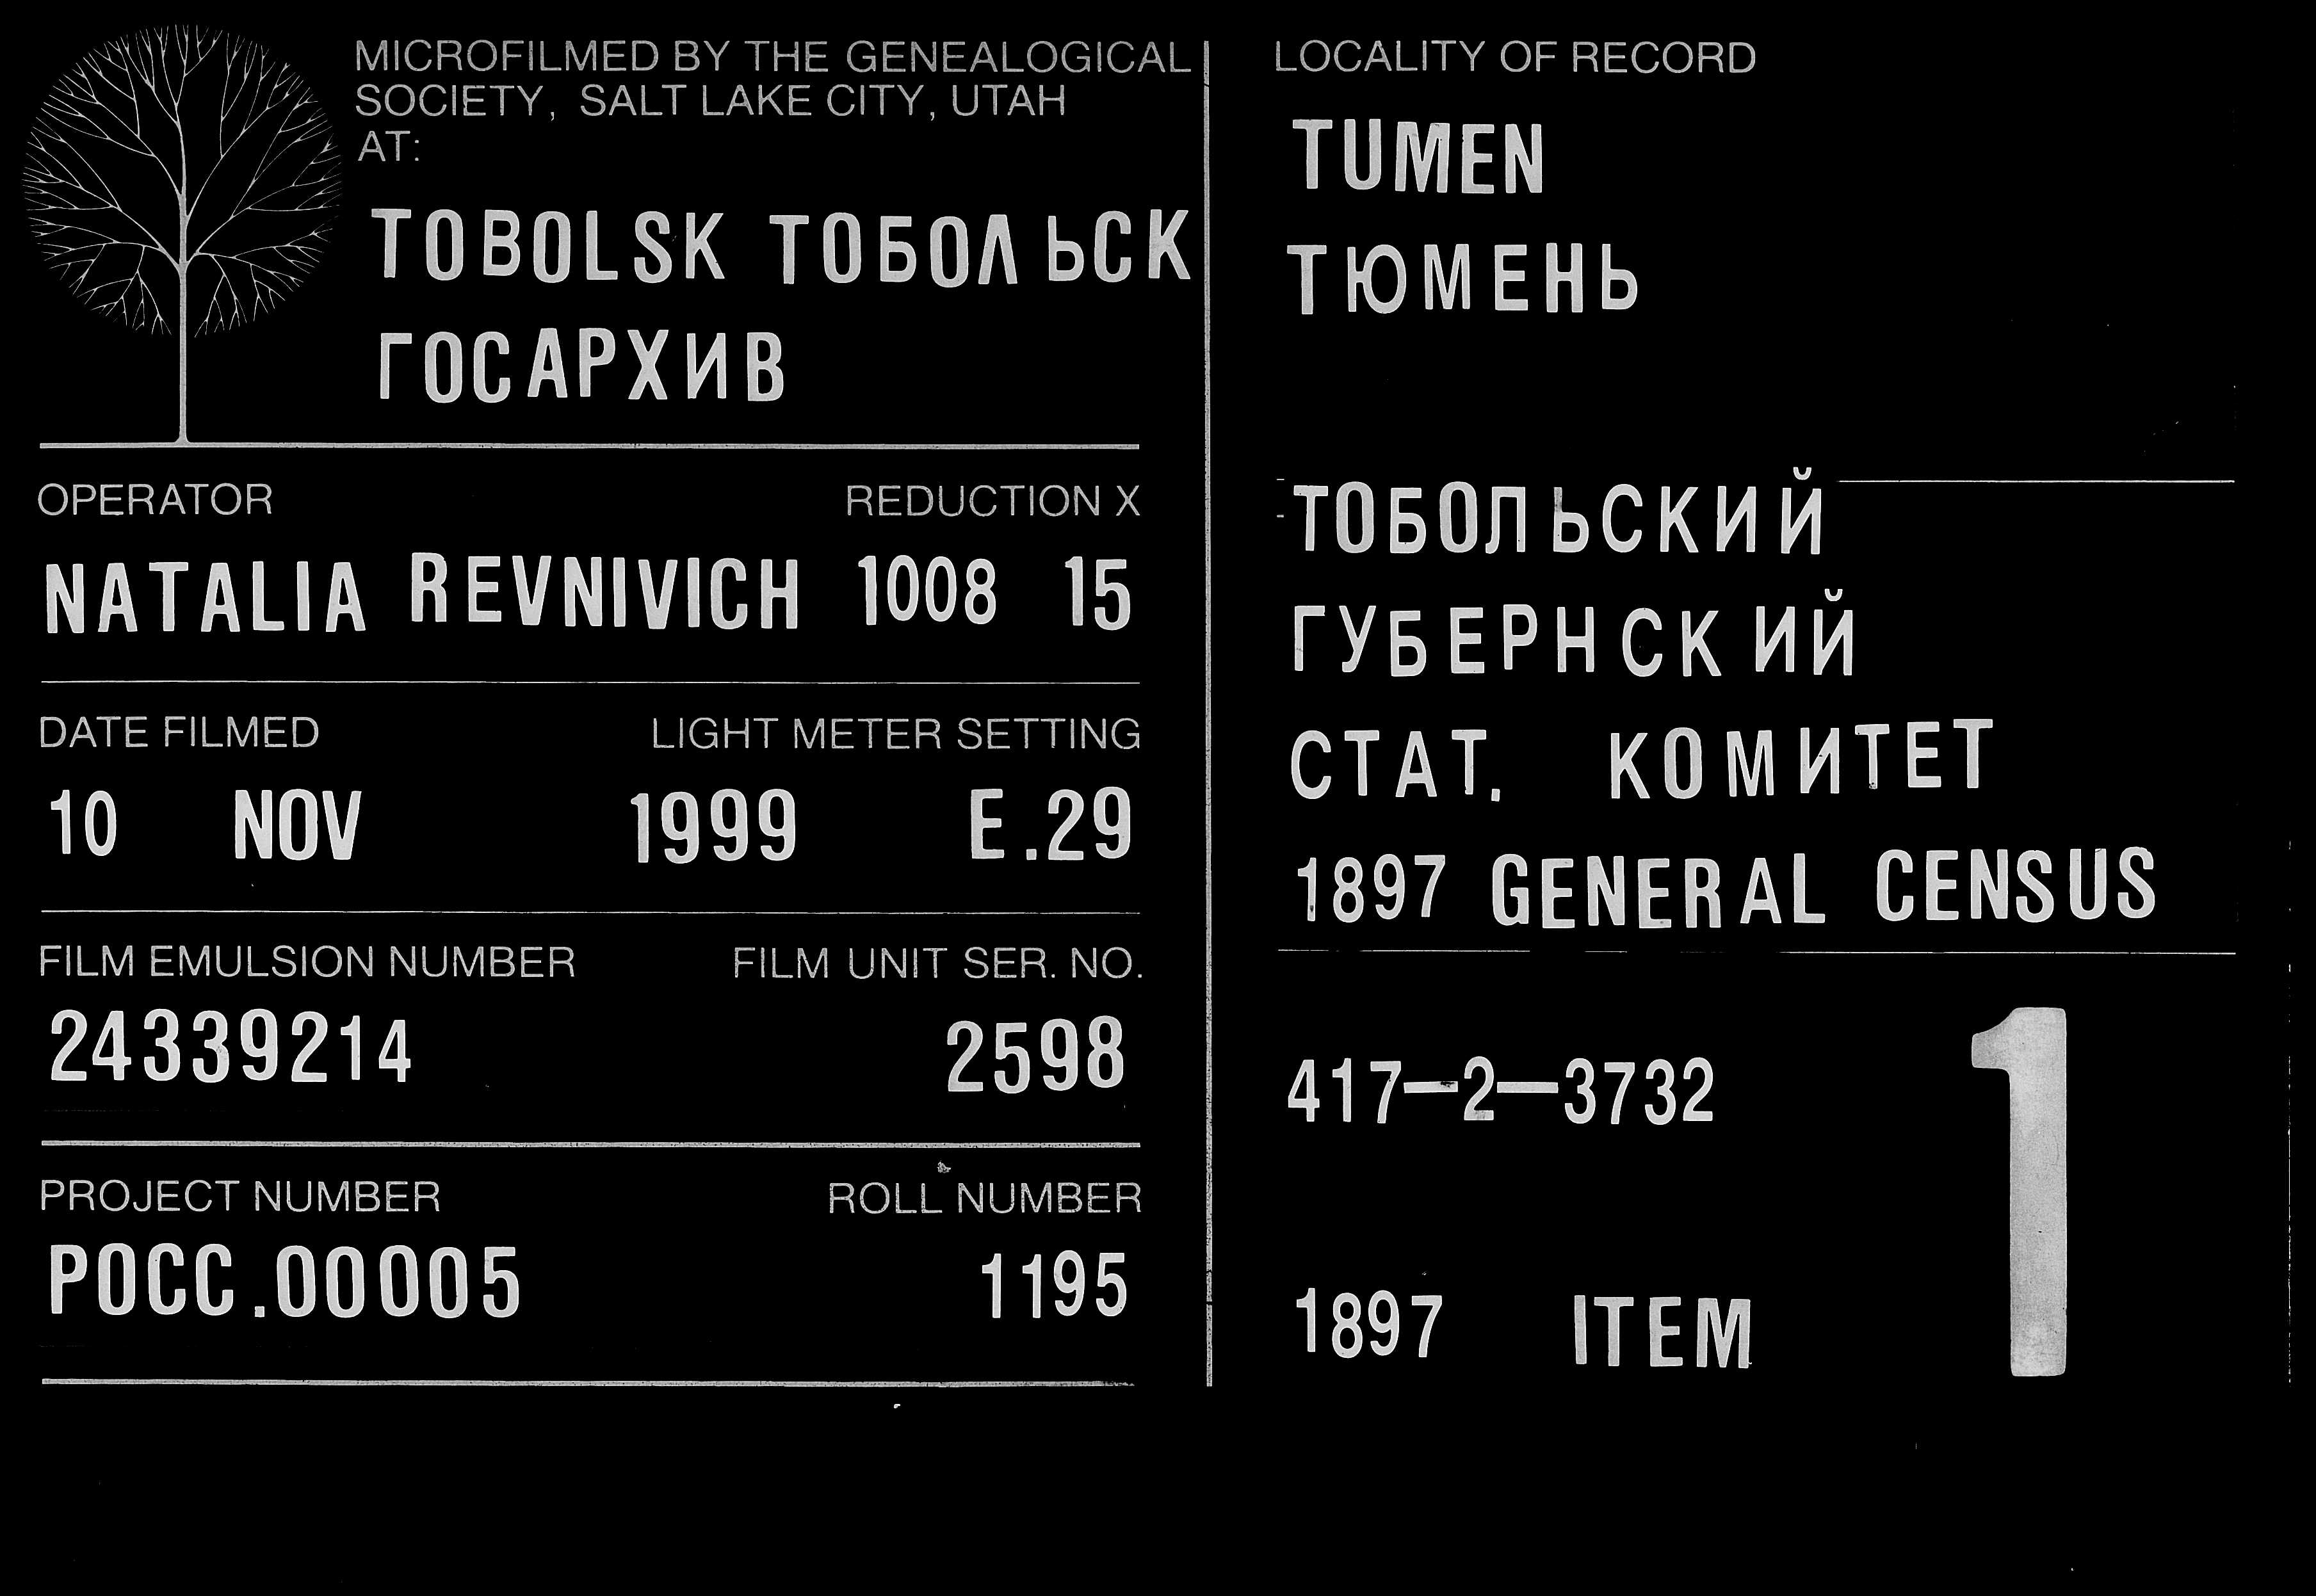 MICROFILMED BY THE GENEALOGICAL
SOCIETY, SALT LAKE CITY, UTAH
AT:
TOBOLSK ТОБОЛЬСК
ГОСАРХИВ
OPERATOR REDUCTION X
NATALIA REVNIVICH 1008 15
DATE FILMED LIGHT METER SETTING
10 NOV 1999 E.29
FILM EMULSION NUMBER FILM UNIT SER. NO.
24339214 2598
PROJECT NUMBER ROLL NUMBER
РОСС.00005 1195
LOCALITY OF RECORD
TUMEN
ТЮМЕНЬ
ТОБОЛЬСКИЙ
ГУБЕРНСКИЙ
СТАТ. КОМИТЕТ
1897 GENERAL CENSUS
417-2-3732
1897 ITEM 1